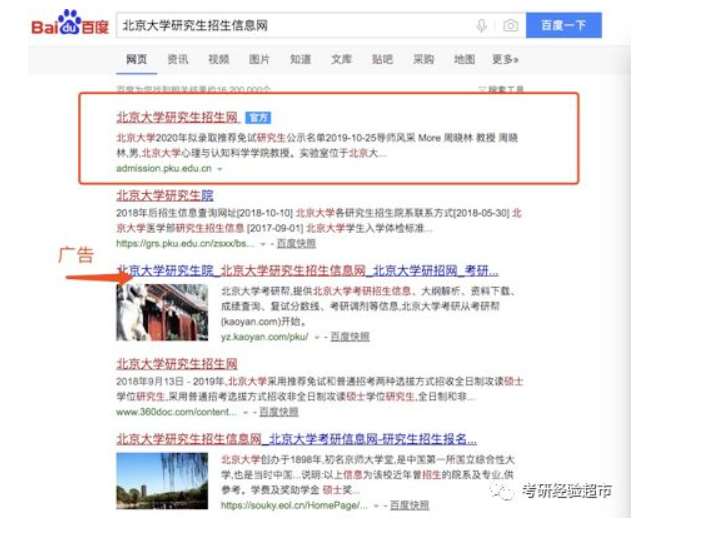 Bai du 百度 北京大学研究生招生信息网 百度一下
网页 资讯 视频 图片 知道 文库 贴吧 采购 地图 更多»
百度为您找到相关结果约16,200,000个 搜索工具
北京大学研究生招生网 官方
北京大学2020年拟录取推荐免试研究生公示名单2019-10-25导师风采 More 周晓林 教授 周晓
林,男,北京大学心理与认知科学学院教授。实验室位于北京大...
admission.pku.edu.cn
北京大学研究生院
2018年后招生信息查询网址[2018-10-10] 北京大学各研究生招生院系联系方式[2018-05-30] 北
京大学医学部研究生招生信息 [2017-09-01] 北京大学学生入学体检标准...
https://grs.pku.edu.cn/zsxx/bs... - 百度快照
广告
北京大学研究生院_北京大学研究生招生信息网_北京大学研招网_考研...
北京大学考研帮,提供北京大学考研招生信息、大纲解析、资料下载、
成绩查询、复试分数线、考研调剂等信息,北京大学考研从考研帮
(kaoyan.com)开始。
yz.kaoyan.com/pku/ - 百度快照
北京大学研究生招生网
2018年9月13日 - 2019年,北京大学采用推荐免试和普通招考两种选拔方式招收全日制攻读硕士
学位研究生,采用普通招考选拔方式招收非全日制攻读硕士学位研究生,全日制和非...
www.360doc.com/content... - 百度快照
北京大学研究生招生信息网_北京大学考研信息网-研究生招生报名...
北京大学创办于1898年,初名京师大学堂,是中国第一所国立综合性大
学,也是当时中国...说明:以上信息为该校近年曾招生的院系及专业,供
参考。学费及奖助学金 硕士奖...
https://souky.eol.cn/HomePage/... - 百度快照
考研经验超市